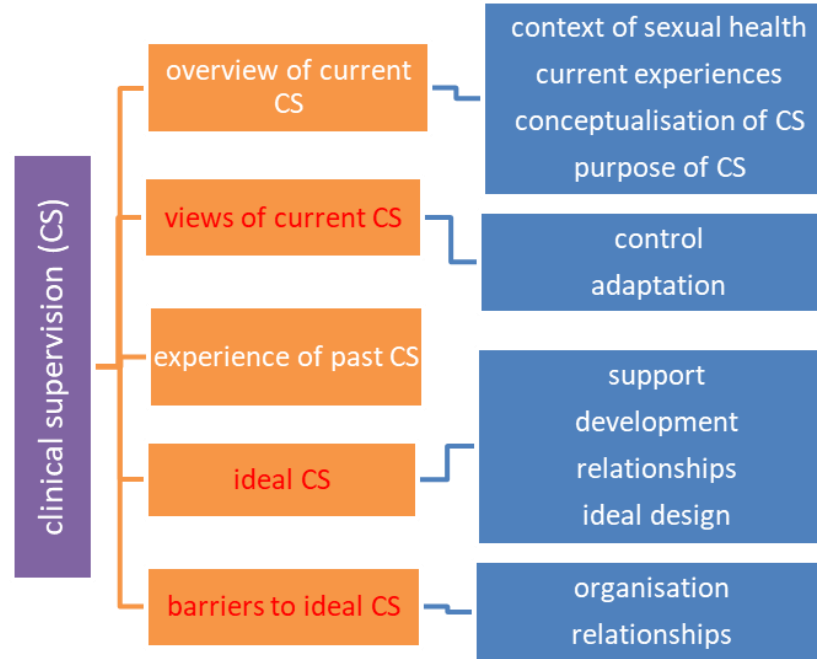 clinical supervision (CS)
overview of current
CS
context of sexual health
current experiences
conceptualisation of CS
purpose of CS
views of current CS
control
adaptation
experience of past CS
ideal CS
support
development
relationships
ideal design
barriers to ideal CS
organisation
relationships